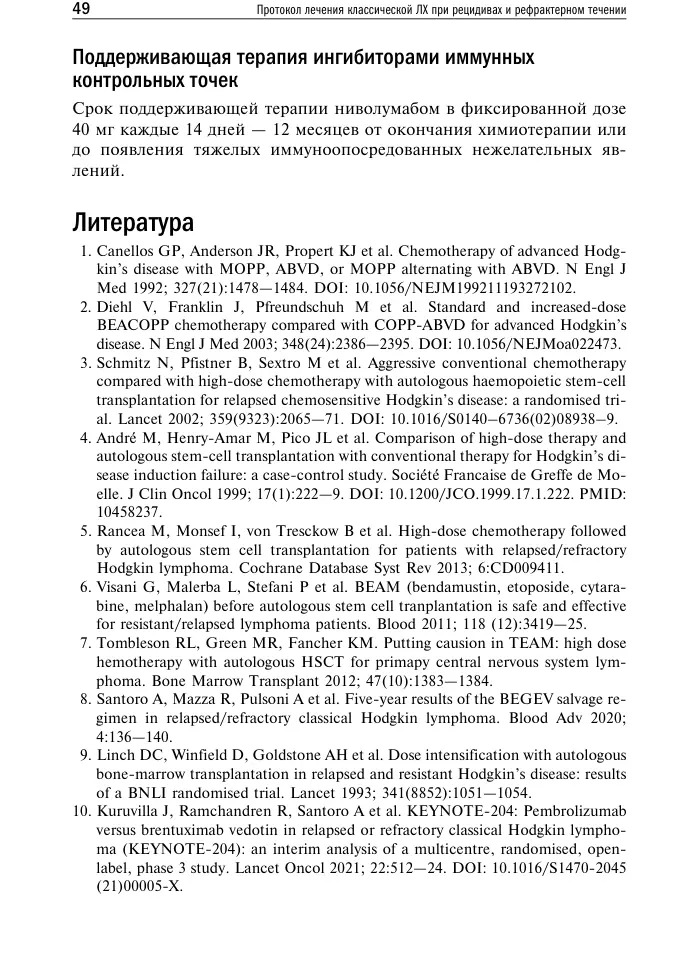 49
Протокол лечения классической ЛХ при рецидивах и рефрактерном течении
Поддерживающая терапия ингибиторами иммунных
контрольных точек
Срок поддерживающей терапии ниволумабом в фиксированной дозе
40 мг каждые 14 дней — 12 месяцев от окончания химиотерапии или
до появления тяжелых иммуноопосредованных нежелательных яв-
лений.
Литература
1. Canellos GP, Anderson JR, Propert KJ et al. Chemotherapy of advanced Hodg-
kin’s disease with MOPP, ABVD, or MOPP alternating with ABVD. N Engl J
Med 1992; 327(21):1478—1484. DOI: 10.1056/NEJM199211193272102.
2. Diehl V, Franklin J, Pfreundschuh M et al. Standard and increased-dose
BEACOPP chemotherapy compared with COPP-ABVD for advanced Hodgkin’s
disease. N Engl J Med 2003; 348(24):2386—2395. DOI: 10.1056/NEJMoa022473.
3. Schmitz N, Pfistner B, Sextro M et al. Aggressive conventional chemotherapy
compared with high-dose chemotherapy with autologous haemopoietic stem-cell
transplantation for relapsed chemosensitive Hodgkin’s disease: a randomised tri-
al. Lancet 2002; 359(9323):2065—71. DOI: 10.1016/S0140—6736(02)08938—9.
4. André M, Henry-Amar M, Pico JL et al. Comparison of high-dose therapy and
autologous stem-cell transplantation with conventional therapy for Hodgkin’s di-
sease induction failure: a case-control study. Société Francaise de Greffe de Mo-
elle. J Clin Oncol 1999; 17(1):222—9. DOI: 10.1200/JCO.1999.17.1.222. PMID:
10458237.
5. Rancea M, Monsef I, von Tresckow B et al. High-dose chemotherapy followed
by autologous stem cell transplantation for patients with relapsed/refractory
Hodgkin lymphoma. Cochrane Database Syst Rev 2013; 6:CD009411.
6. Visani G, Malerba L, Stefani P et al. BEAM (bendamustin, etoposide, cytara-
bine, melphalan) before autologous stem cell tranplantation is safe and effective
for resistant/relapsed lymphoma patients. Blood 2011; 118 (12):3419—25.
7. Tombleson RL, Green MR, Fancher KM. Putting causion in TEAM: high dose
hemotherapy with autologous HSCT for primapy central nervous system lym-
phoma. Bone Marrow Transplant 2012; 47(10):1383—1384.
8. Santoro A, Mazza R, Pulsoni A et al. Five-year results of the BEGEV salvage re-
gimen in relapsed/refractory classical Hodgkin lymphoma. Blood Adv 2020;
4:136—140.
9. Linch DC, Winfield D, Goldstone AH et al. Dose intensification with autologous
bone-marrow transplantation in relapsed and resistant Hodgkin’s disease: results
of a BNLI randomised trial. Lancet 1993; 341(8852):1051—1054.
10. Kuruvilla J, Ramchandren R, Santoro A et al. KEYNOTE-204: Pembrolizumab
versus brentuximab vedotin in relapsed or refractory classical Hodgkin lympho-
ma (KEYNOTE-204): an interim analysis of a multicentre, randomised, open-
label, phase 3 study. Lancet Oncol 2021; 22:512—24. DOI: 10.1016/S1470-2045
(21)00005-X.